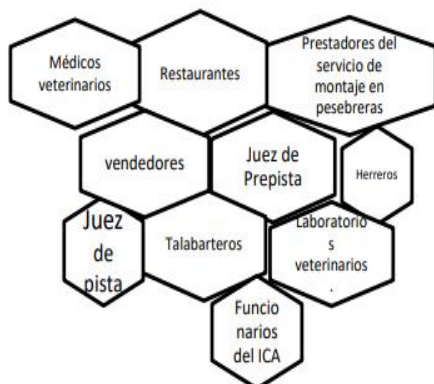 Médicos
veterinarios
Restaurantes
Prestadores del
servicio de
montaje en
pesebreras
vendedores
Juez de
Prepista
Herreros
Juez
de
pista
Talabarteros
Laboratorio
s
veterinarios
.
Funcio
narios
del ICA